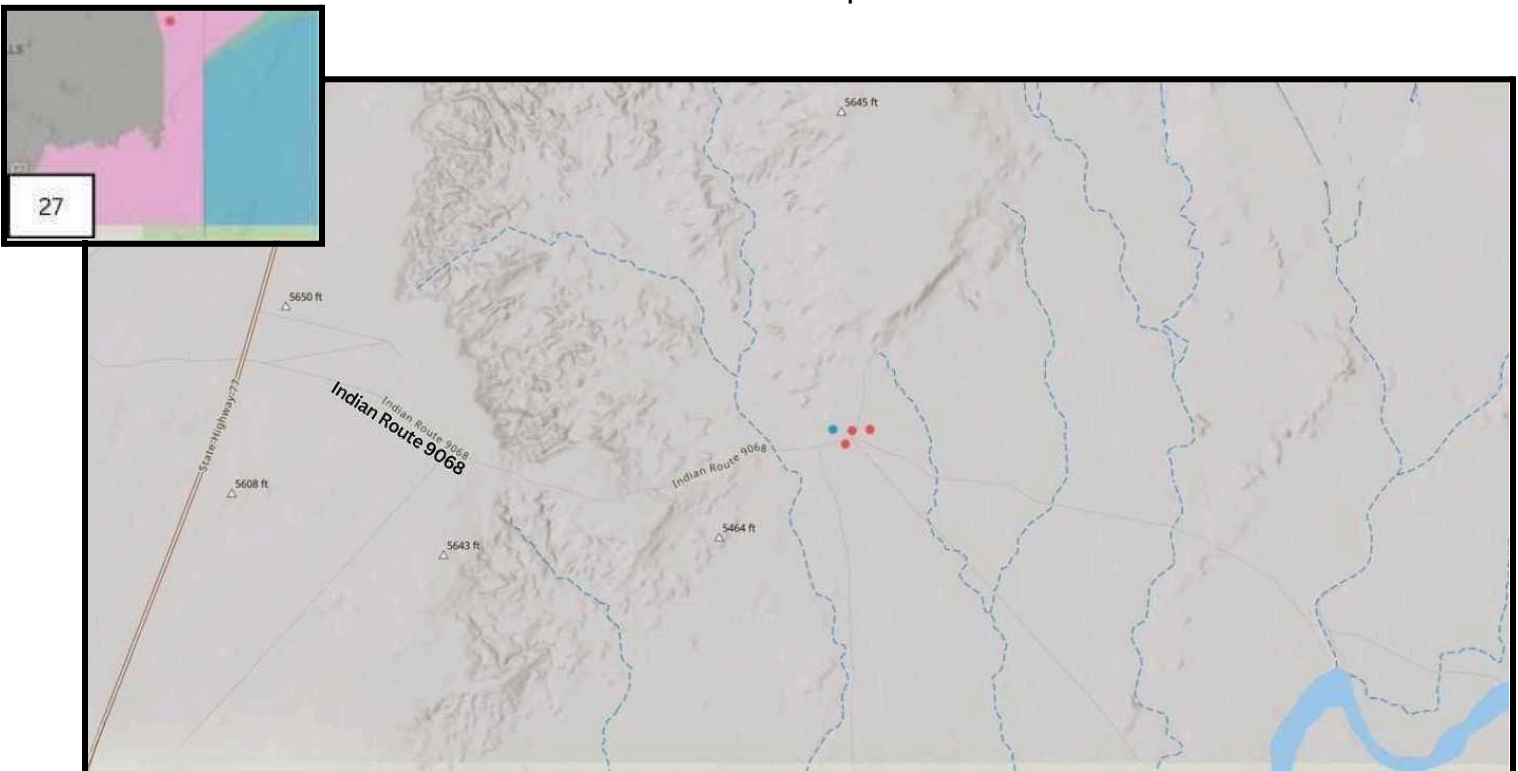 5645 ft
27
5650 ft
Indian Route 9068
Indian Route 9068
State Highway 77
Indian Route 9068
5608 ft
5464 ft
5643 ft